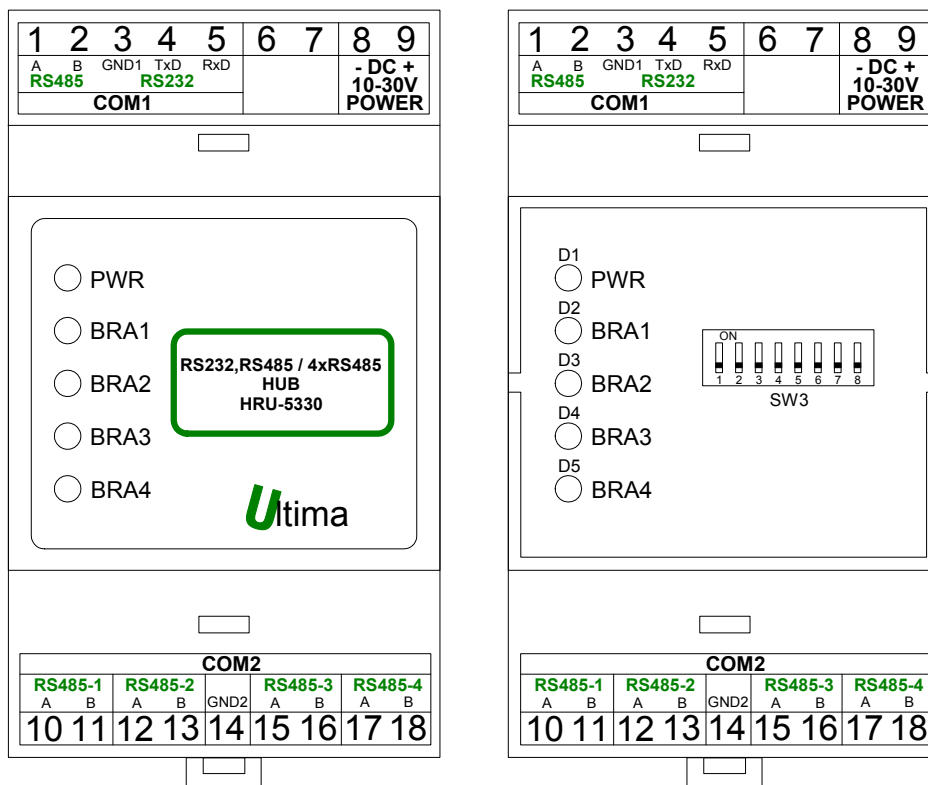 1 2 3 4 5 6 7 8 9
A B GND1 TxD RxD - DC +
RS485 RS232 10-30V
COM1 POWER
PWR
BRA1
BRA2
BRA3
BRA4
RS232,RS485 / 4xRS485
HUB
HRU-5330
Ultima
COM2
RS485-1 RS485-2 RS485-3 RS485-4
A B A B GND2 A B A B
10 11 12 13 14 15 16 17 18
1 2 3 4 5 6 7 8 9
A B GND1 TxD RxD - DC +
RS485 RS232 10-30V
COM1 POWER
D1
PWR
D2
BRA1
D3
BRA2
D4
BRA3
D5
BRA4
ON
1 2 3 4 5 6 7 8
SW3
COM2
RS485-1 RS485-2 RS485-3 RS485-4
A B A B GND2 A B A B
10 11 12 13 14 15 16 17 18